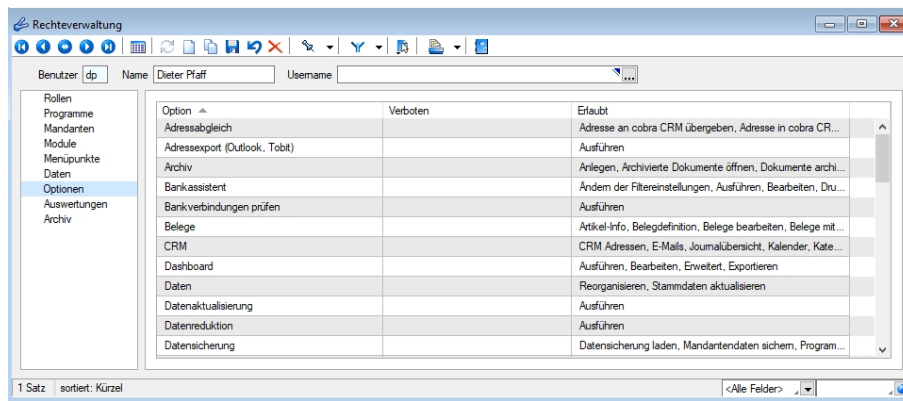 Rechteverwaltung
Benutzer dp Name Dieter Pfaff Username ...
Rollen
Programme
Mandanten
Module
Menüpunkte
Daten
Optionen
Auswertungen
Archiv
Option Verboten Erlaubt
Adressabgleich Adresse an cobra CRM übergeben, Adresse in cobra CR...
Adressexport (Outlook, Tobit) Ausführen
Archiv Anlegen, Archivierte Dokumente öffnen, Dokumente archi...
Bankassistent Ändern der Filtereinstellungen, Ausführen, Bearbeiten, Dru...
Bankverbindungen prüfen Ausführen
Belege Artikel-Info, Belegdefinition, Belege bearbeiten, Belege mit...
CRM CRM Adressen, E-Mails, Journalübersicht, Kalender, Kate...
Dashboard Ausführen, Bearbeiten, Erweitert, Exportieren
Daten Reorganisieren, Stammdaten aktualisieren
Datenaktualisierung Ausführen
Datenreduktion Ausführen
Datensicherung Datensicherung laden, Mandantendaten sichern, Program...
1 Satz sortiert: Kürzel <Alle Felder>